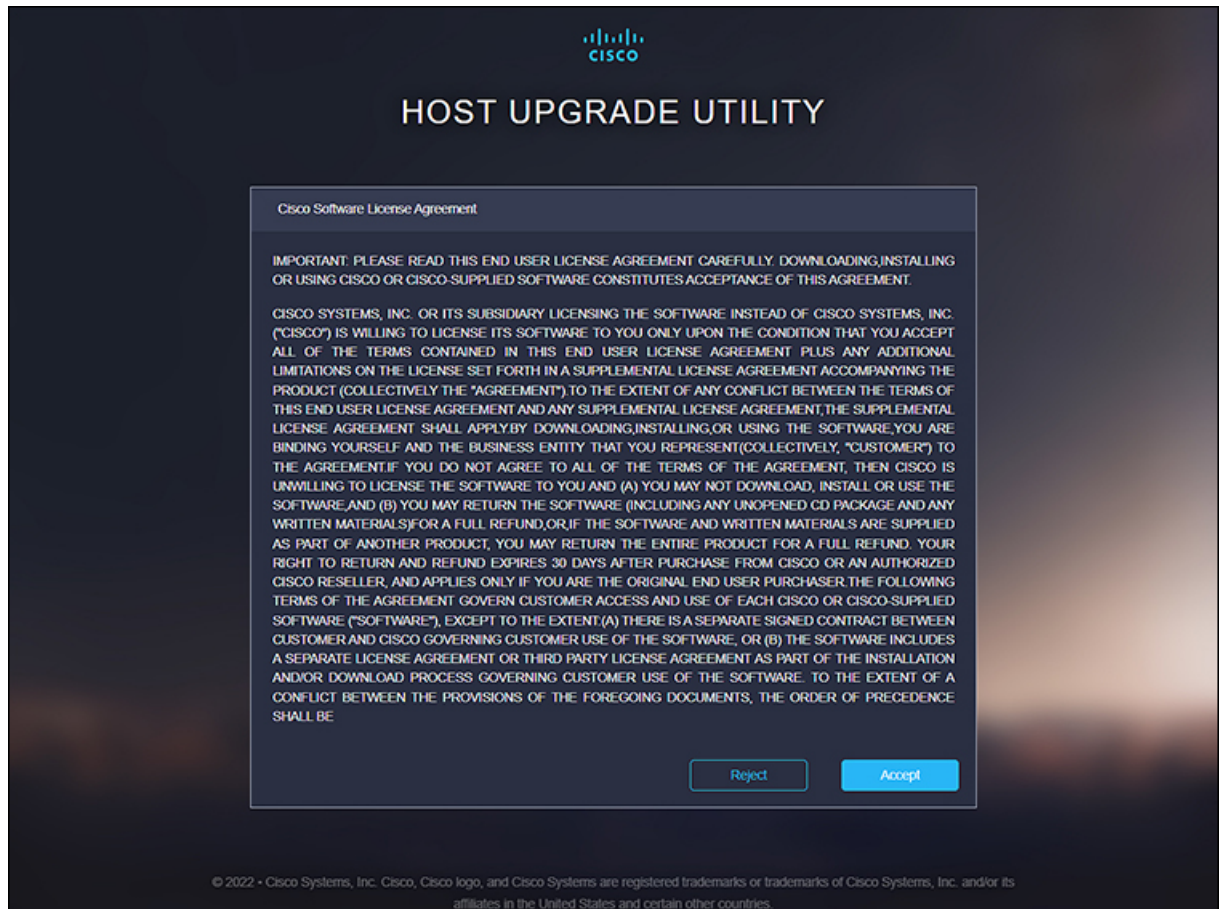 CISCO
HOST UPGRADE UTILITY
Cisco Software License Agreement
IMPORTANT: PLEASE READ THIS END USER LICENSE AGREEMENT CAREFULLY. DOWNLOADING,INSTALLING
OR USING CISCO OR CISCO-SUPPLIED SOFTWARE CONSTITUTES ACCEPTANCE OF THIS AGREEMENT.
CISCO SYSTEMS, INC. OR ITS SUBSIDIARY LICENSING THE SOFTWARE INSTEAD OF CISCO SYSTEMS, INC.
("CISCO") IS WILLING TO LICENSE ITS SOFTWARE TO YOU ONLY UPON THE CONDITION THAT YOU ACCEPT
ALL OF THE TERMS CONTAINED IN THIS END USER LICENSE AGREEMENT PLUS ANY ADDITIONAL
LIMITATIONS ON THE LICENSE SET FORTH IN A SUPPLEMENTAL LICENSE AGREEMENT ACCOMPANYING THE
PRODUCT (COLLECTIVELY THE "AGREEMENT").TO THE EXTENT OF ANY CONFLICT BETWEEN THE TERMS OF
THIS END USER LICENSE AGREEMENT AND ANY SUPPLEMENTAL LICENSE AGREEMENT,THE SUPPLEMENTAL
LICENSE AGREEMENT SHALL APPLY.BY DOWNLOADING,INSTALLING,OR USING THE SOFTWARE,YOU ARE
BINDING YOURSELF AND THE BUSINESS ENTITY THAT YOU REPRESENT(COLLECTIVELY, "CUSTOMER") TO
THE AGREEMENT.IF YOU DO NOT AGREE TO ALL OF THE TERMS OF THE AGREEMENT, THEN CISCO IS
UNWILLING TO LICENSE THE SOFTWARE TO YOU AND (A) YOU MAY NOT DOWNLOAD, INSTALL OR USE THE
SOFTWARE,AND (B) YOU MAY RETURN THE SOFTWARE (INCLUDING ANY UNOPENED CD PACKAGE AND ANY
WRITTEN MATERIALS)FOR A FULL REFUND,OR,IF THE SOFTWARE AND WRITTEN MATERIALS ARE SUPPLIED
AS PART OF ANOTHER PRODUCT, YOU MAY RETURN THE ENTIRE PRODUCT FOR A FULL REFUND. YOUR
RIGHT TO RETURN AND REFUND EXPIRES 30 DAYS AFTER PURCHASE FROM CISCO OR AN AUTHORIZED
CISCO RESELLER, AND APPLIES ONLY IF YOU ARE THE ORIGINAL END USER PURCHASER.THE FOLLOWING
TERMS OF THE AGREEMENT GOVERN CUSTOMER ACCESS AND USE OF EACH CISCO OR CISCO-SUPPLIED
SOFTWARE ("SOFTWARE"), EXCEPT TO THE EXTENT:(A) THERE IS A SEPARATE SIGNED CONTRACT BETWEEN
CUSTOMER AND CISCO GOVERNING CUSTOMER USE OF THE SOFTWARE, OR (B) THE SOFTWARE INCLUDES
A SEPARATE LICENSE AGREEMENT OR THIRD PARTY LICENSE AGREEMENT AS PART OF THE INSTALLATION
AND/OR DOWNLOAD PROCESS GOVERNING CUSTOMER USE OF THE SOFTWARE. TO THE EXTENT OF A
CONFLICT BETWEEN THE PROVISIONS OF THE FOREGOING DOCUMENTS, THE ORDER OF PRECEDENCE
SHALL BE
Reject Accept
© 2022 • Cisco Systems, Inc. Cisco, Cisco logo, and Cisco Systems are registered trademarks or trademarks of Cisco Systems, Inc. and/or its
affiliates in the United States and certain other countries.